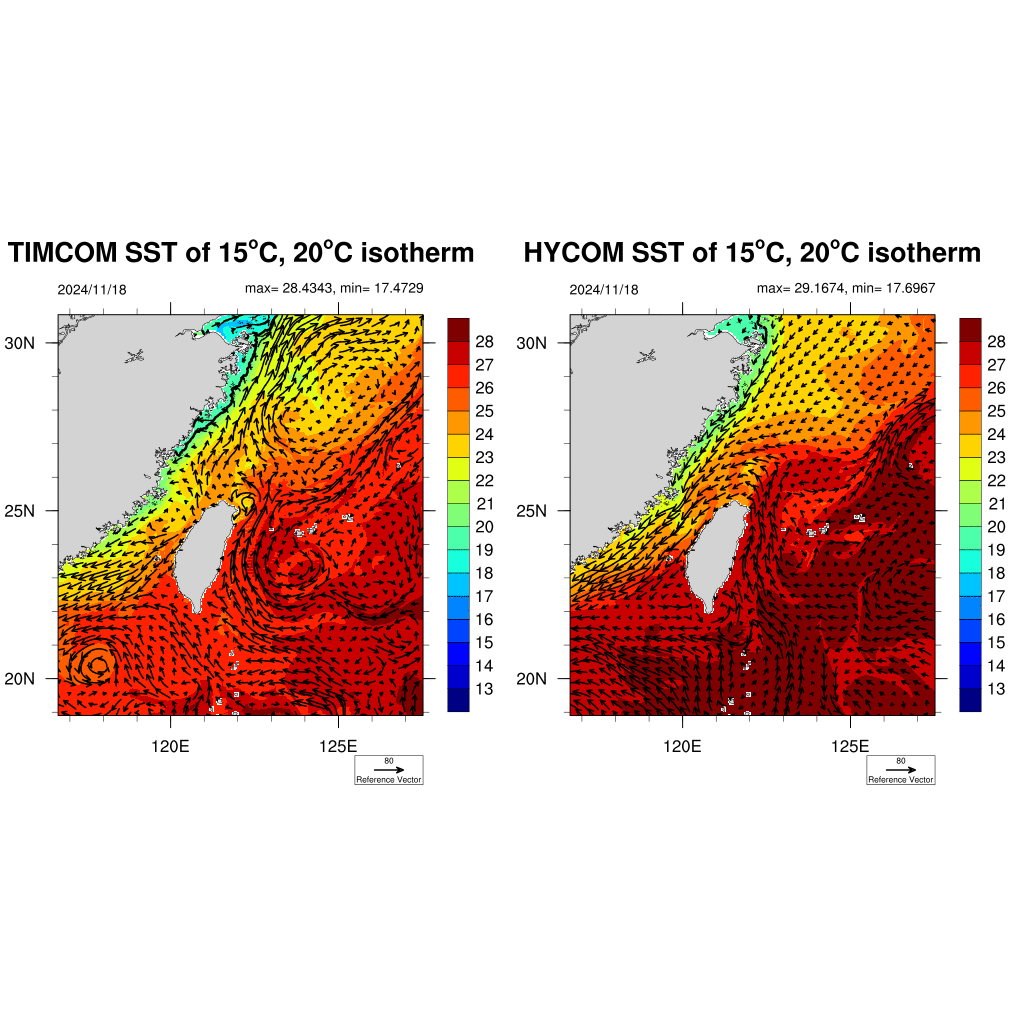 TIMCOM SST of 15°C, 20°C isotherm
2024/11/18 max= 28.4343, min= 17.4729
30N
25N
20N
120E 125E
28
27
26
25
24
23
22
21
20
19
18
17
16
15
14
13
80
Reference Vector
HYCOM SST of 15°C, 20°C isotherm
2024/11/18 max= 29.1674, min= 17.6967
30N
25N
20N
120E 125E
28
27
26
25
24
23
22
21
20
19
18
17
16
15
14
13
80
Reference Vector